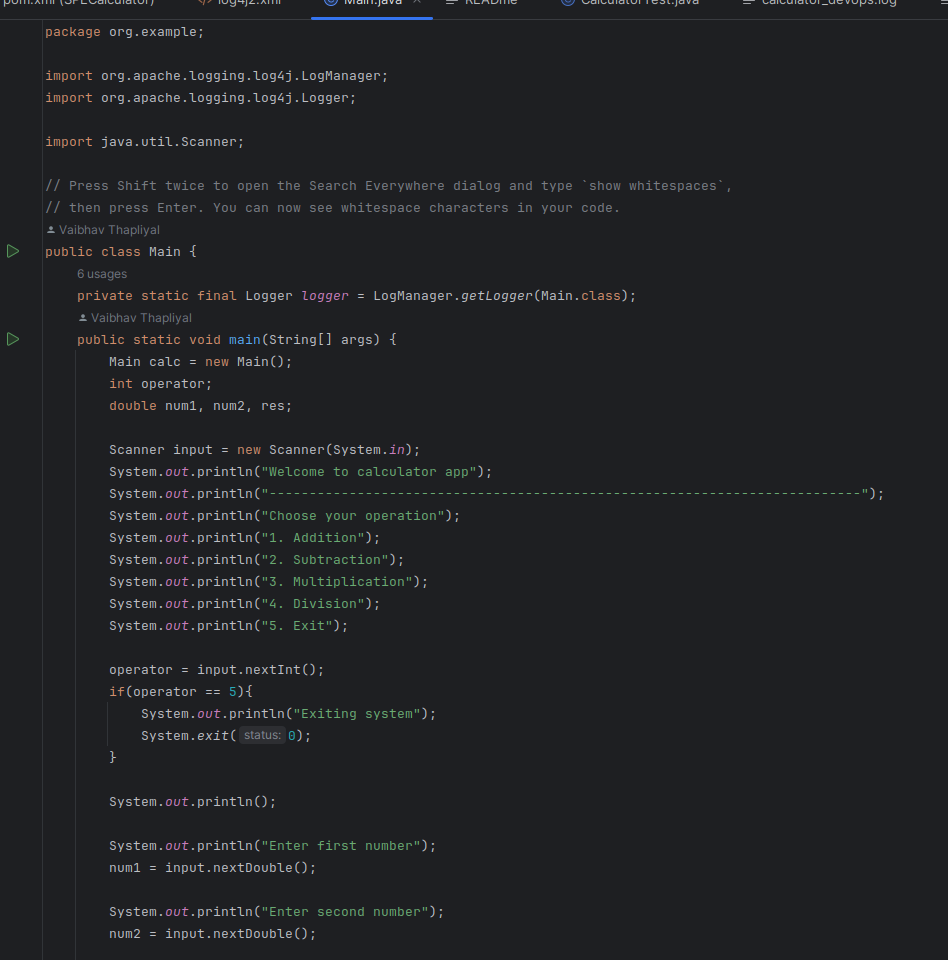 pom.xml (SPECalculator) log4j2.xml Main.java README CalculatorTest.java calculator_devops.log
package org.example;
import org.apache.logging.log4j.LogManager;
import org.apache.logging.log4j.Logger;
import java.util.Scanner;
// Press Shift twice to open the Search Everywhere dialog and type `show whitespaces`,
// then press Enter. You can now see whitespace characters in your code.
Vaibhav Thapliyal
public class Main {
6 usages
private static final Logger logger = LogManager.getLogger(Main.class);
Vaibhav Thapliyal
public static void main(String[] args) {
Main calc = new Main();
int operator;
double num1, num2, res;
Scanner input = new Scanner(System.in);
System.out.println("Welcome to calculator app");
System.out.println("--------------------------------------------------------------------------");
System.out.println("Choose your operation");
System.out.println("1. Addition");
System.out.println("2. Subtraction");
System.out.println("3. Multiplication");
System.out.println("4. Division");
System.out.println("5. Exit");
operator = input.nextInt();
if(operator == 5){
System.out.println("Exiting system");
System.exit( status: 0);
}
System.out.println();
System.out.println("Enter first number");
num1 = input.nextDouble();
System.out.println("Enter second number");
num2 = input.nextDouble();